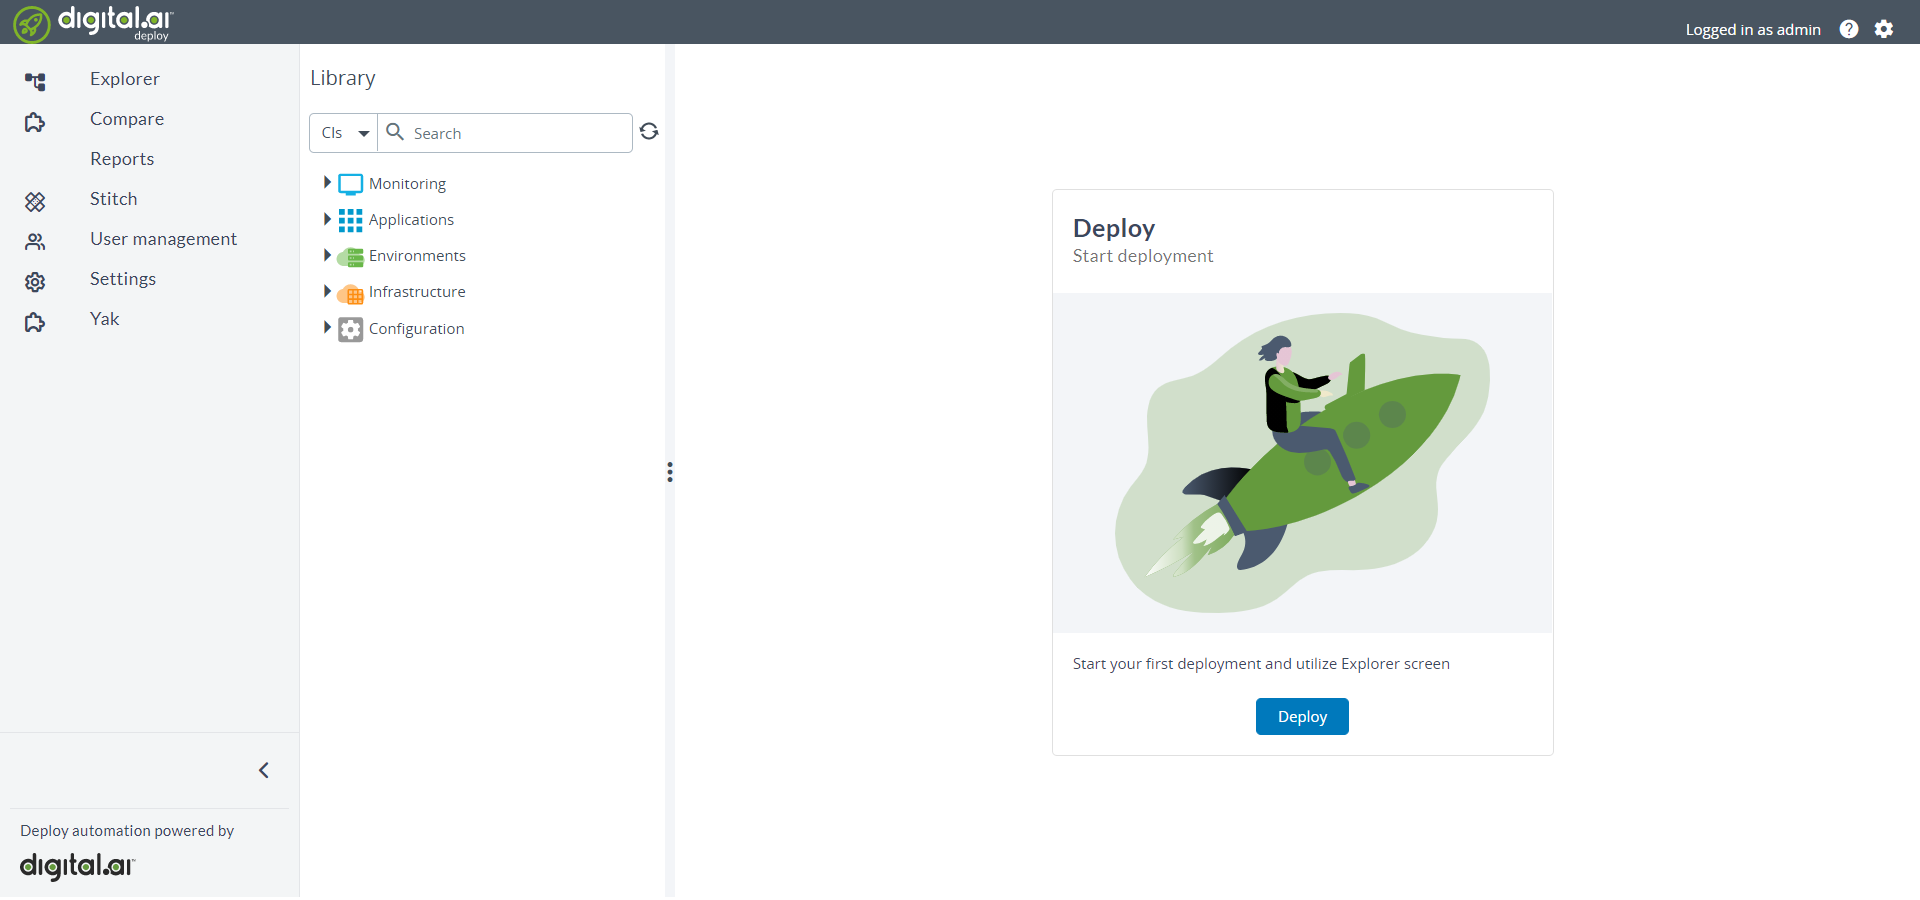 digital.ai™
deploy
Logged in as admin
Explorer
Compare
Reports
Stitch
User management
Settings
Yak
Deploy automation powered by
digital.ai™
Library
CIs
Search
Monitoring
Applications
Environments
Infrastructure
Configuration
Deploy
Start deployment
Start your first deployment and utilize Explorer screen
Deploy